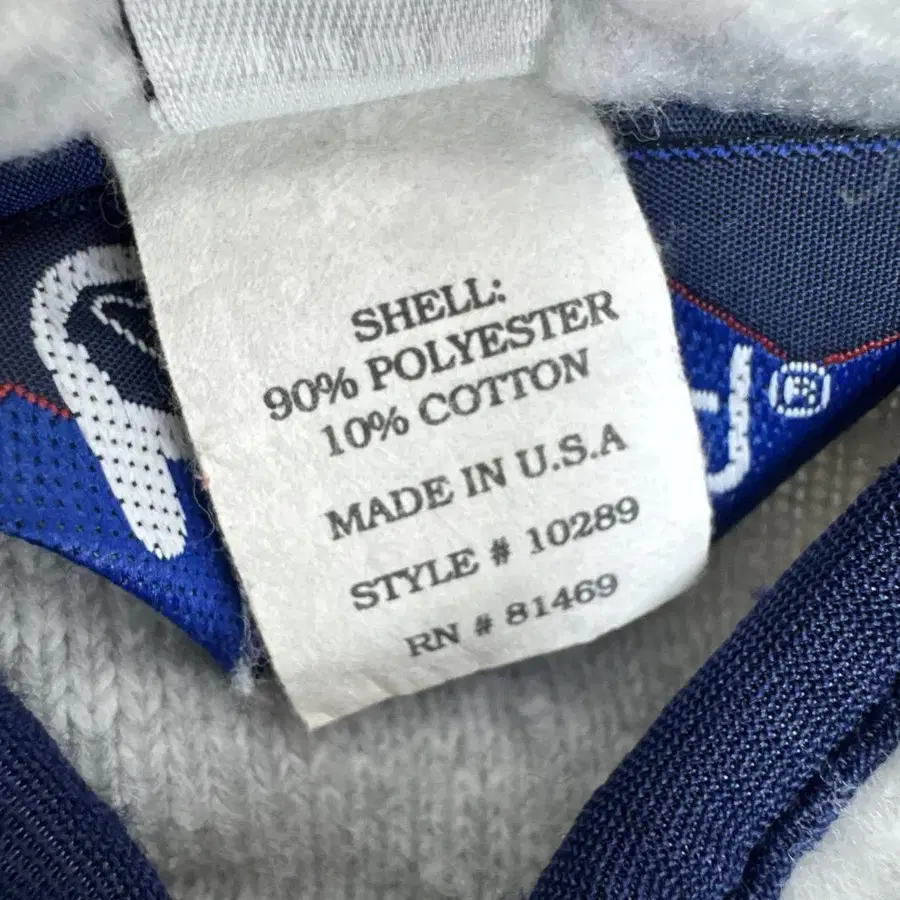 SHELL:
90% POLYESTER
10% COTTON
MADE IN U.S.A
STYLE # 10289
RN # 81469
®